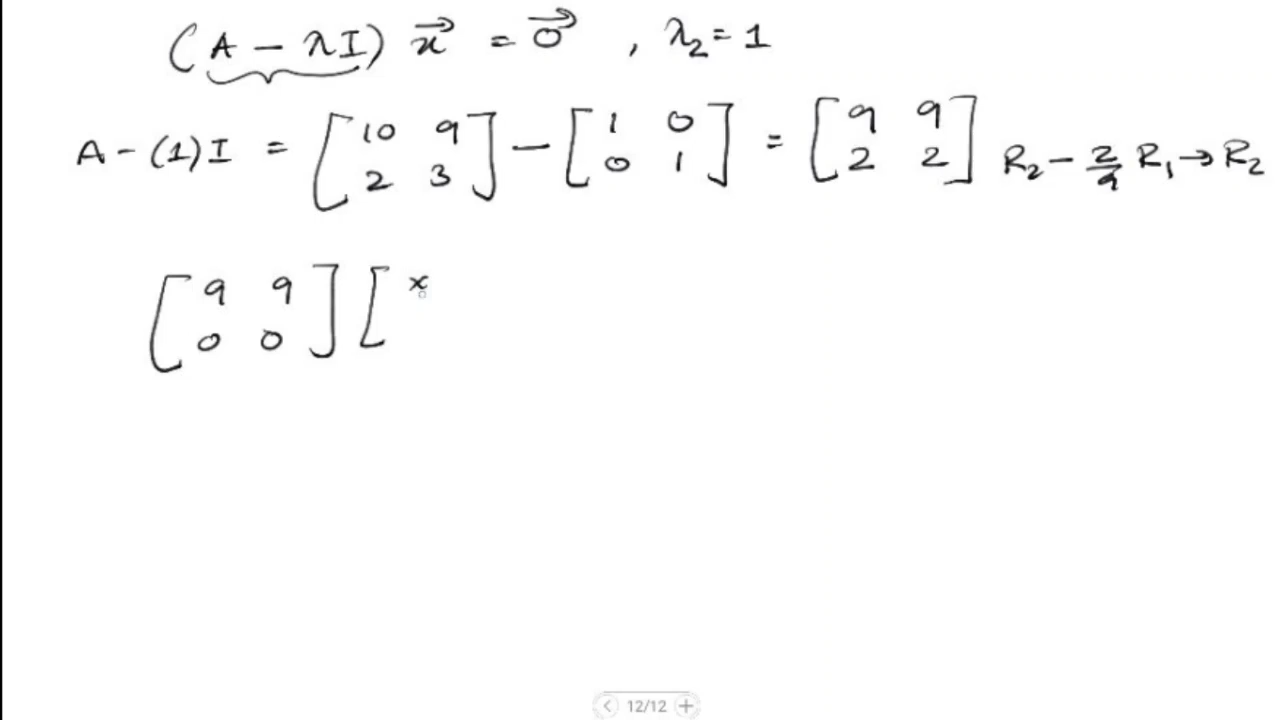 (A - λI) x⃗ = 0⃗ , λ₂ = 1
A - (1)I = [10 9; 2 3] - [1 0; 0 1] = [9 9; 2 2] R₂ - 2/9 R₁ → R₂
[9 9; 0 0] [x
12/12